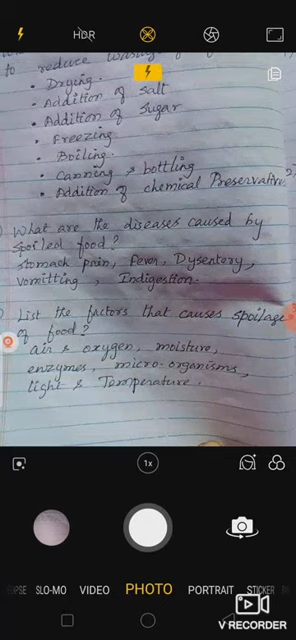 HDR
to reduce wastage of
• Drying.
• Addition of Salt
• Addition of Sugar
• Freezing
• Boiling.
• Canning & bottling
• Addition of chemical Preservatives
What are the diseases caused by
spoiled food?
stomach pain, Fever, Dysentery,
vomitting, Indigestion.
List the factors that causes spoilage
of food?
air & oxygen, moisture,
enzymes, micro-organisms,
light & Temperature.
1x
SLO-MO VIDEO PHOTO PORTRAIT STICKER
V RECORDER